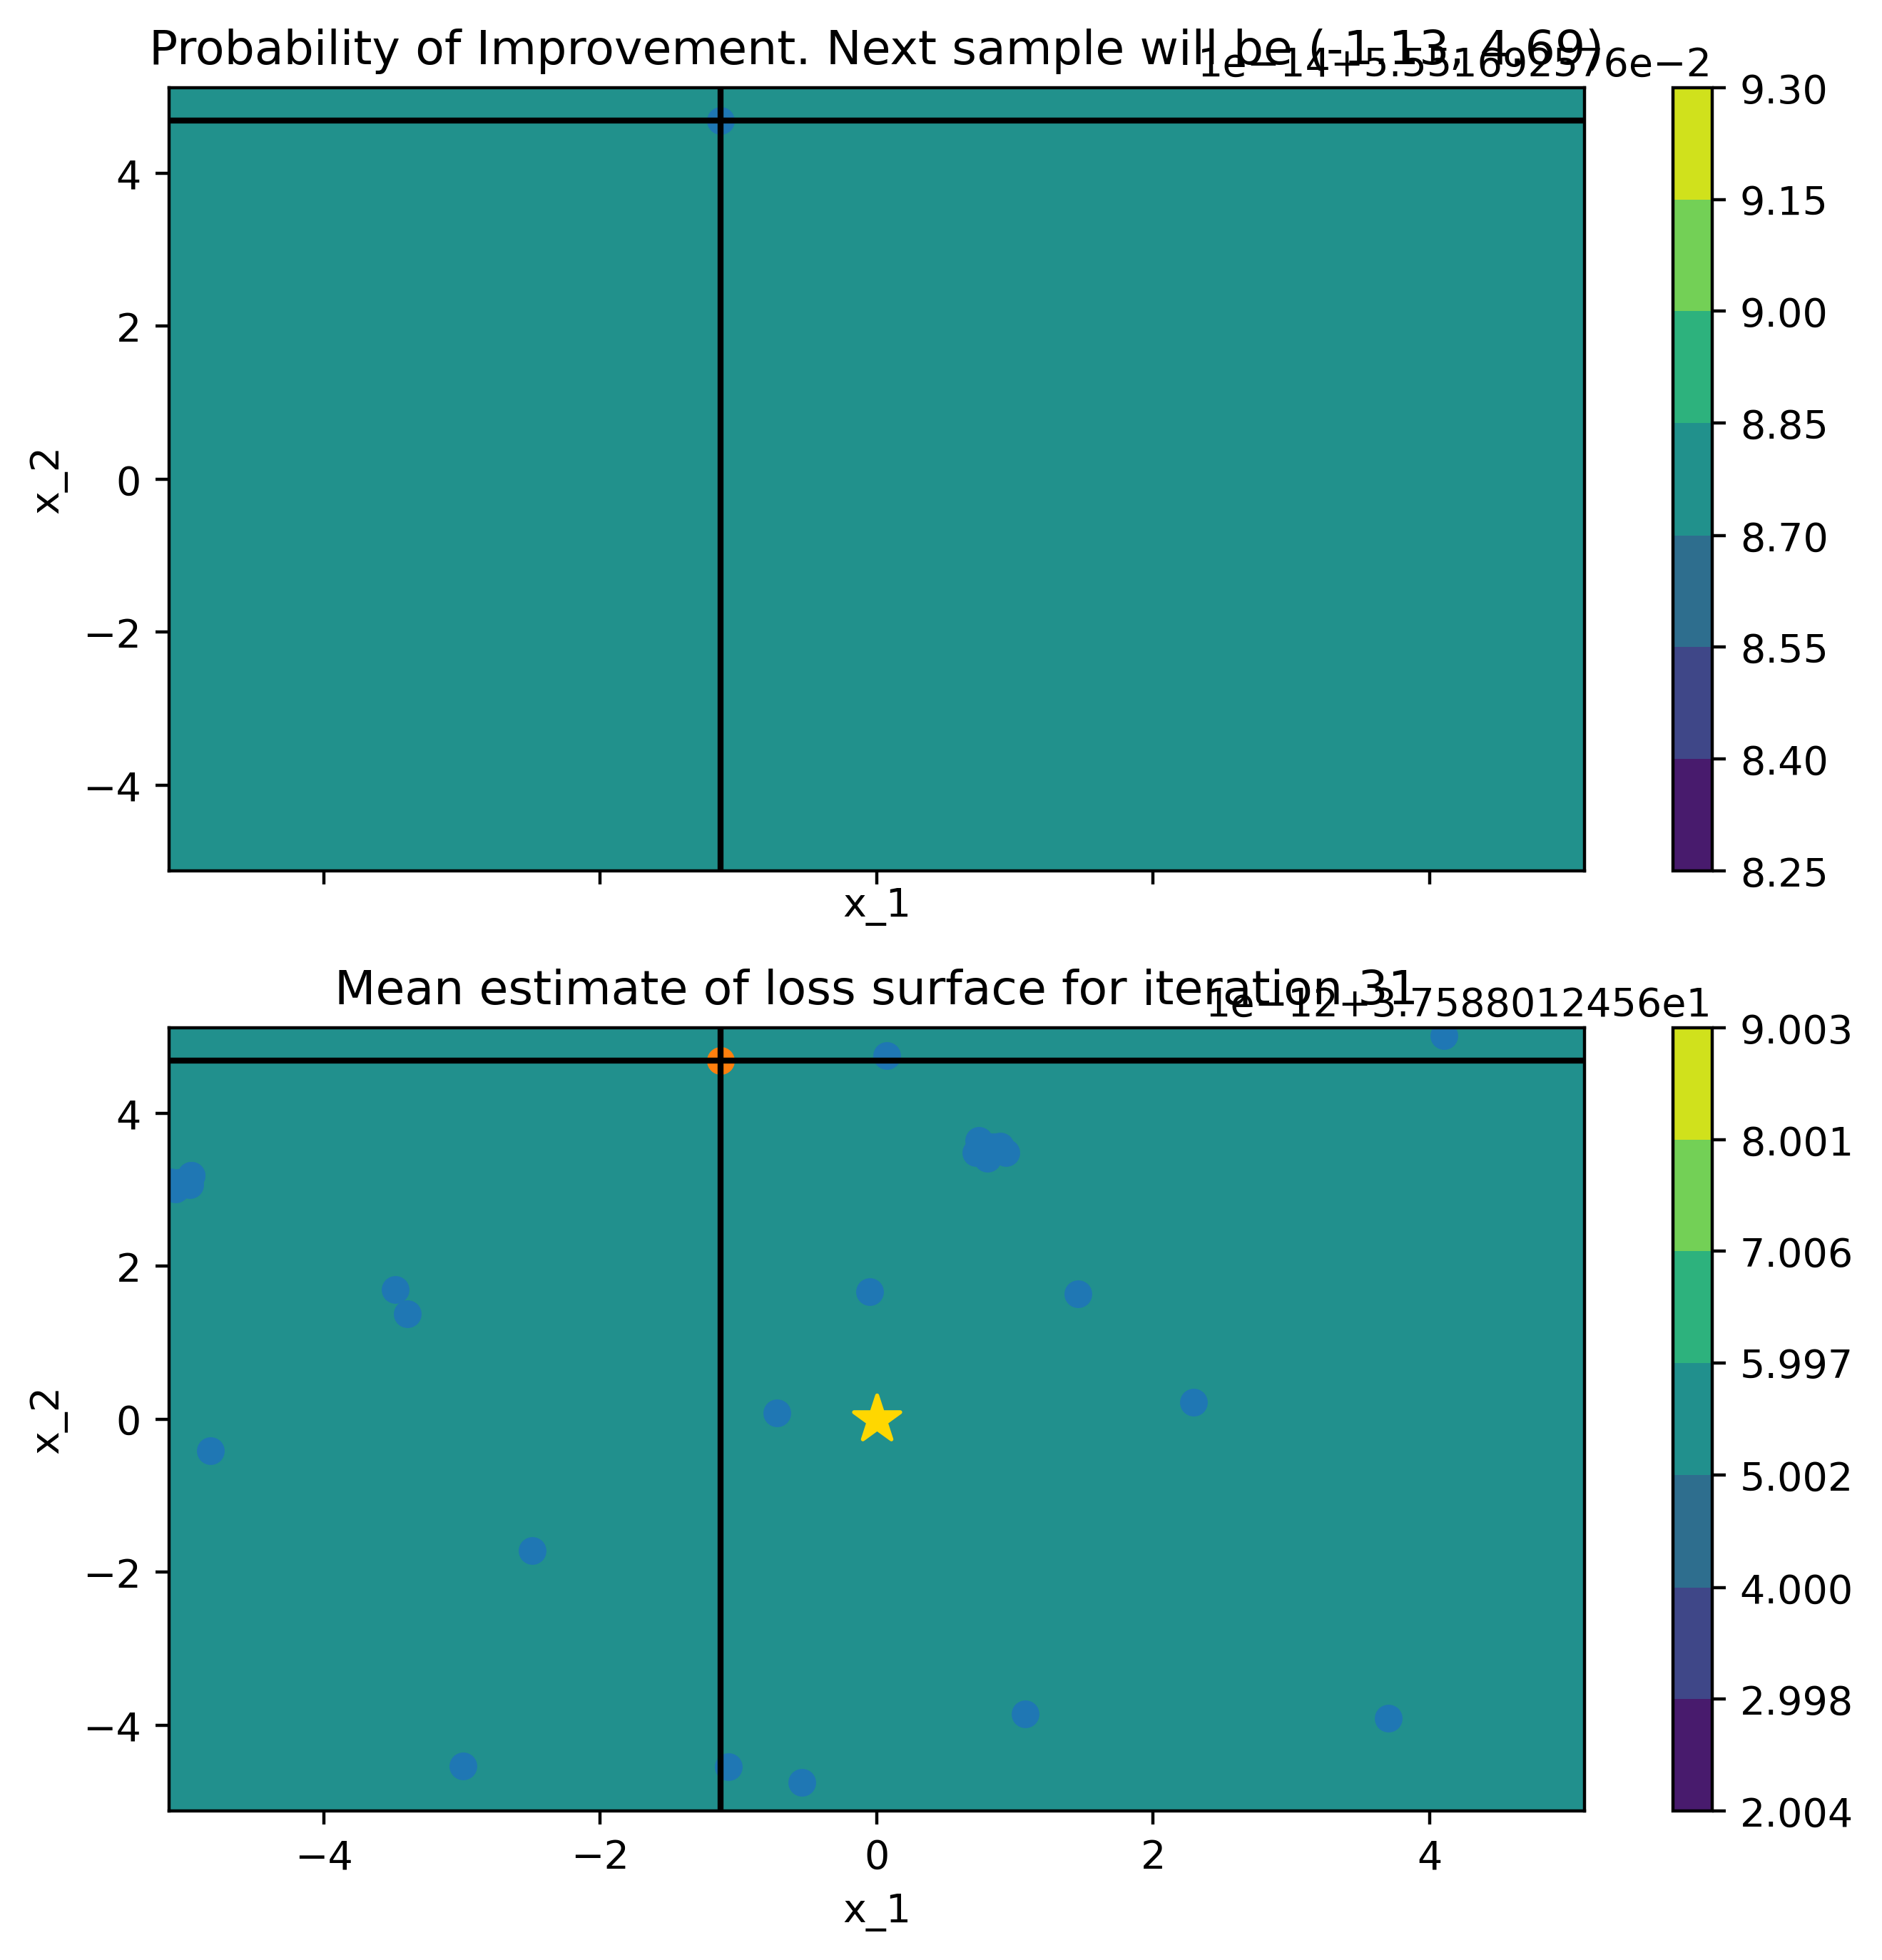 Probability of Improvement. Next sample will be (-1.13, 4.69)
1e−14+5.551692576e−2
9.30
9.15
9.00
8.85
8.70
8.55
8.40
8.25
4
2
0
−2
−4
x_2
x_1
Mean estimate of loss surface for iteration 31
1e−12+3.7588012456e1
9.003
8.001
7.006
5.997
5.002
4.000
2.998
2.004
4
2
0
−2
−4
x_2
−4 −2 0 2 4
x_1